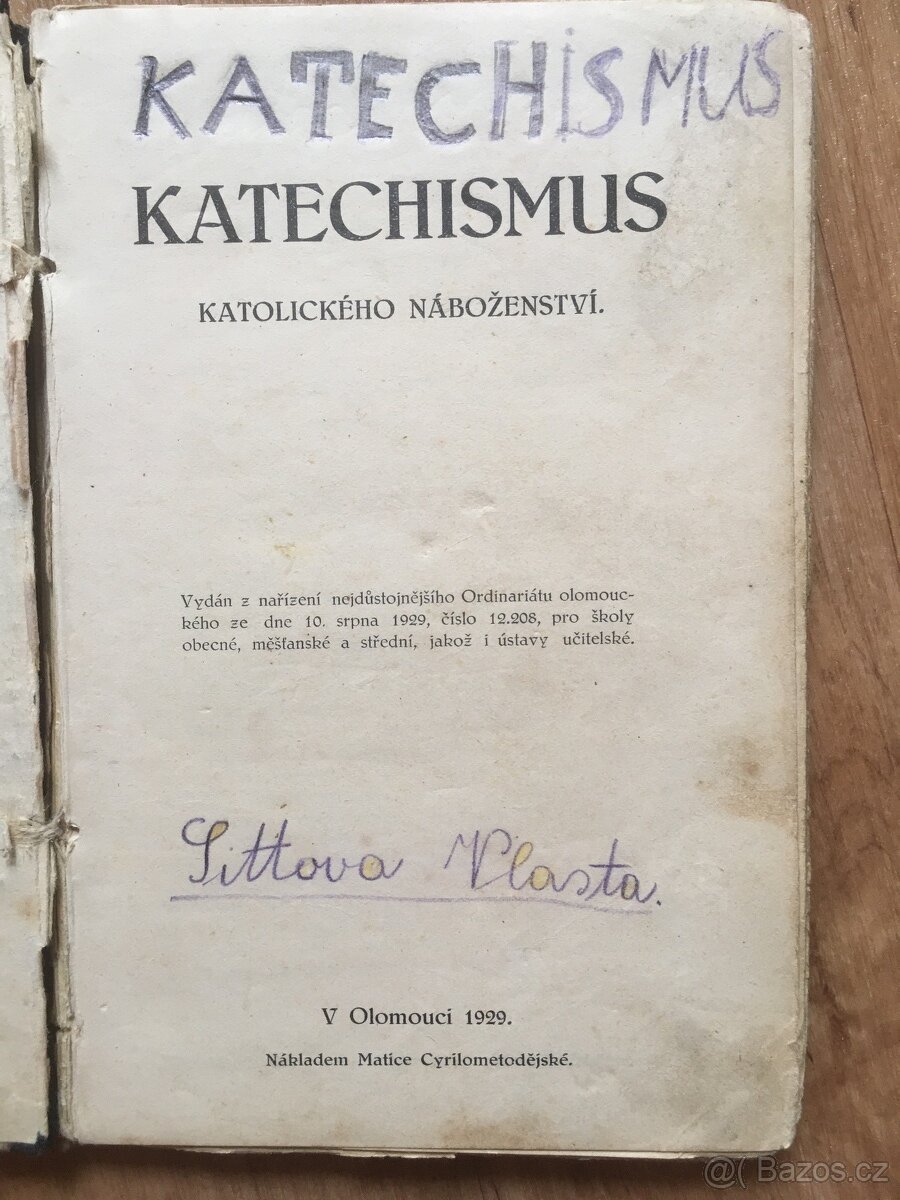 KATECHISMUS
KATECHISMUS
KATOLICKÉHO NÁBOŽENSTVÍ.
Vydán z nařízení nejdůstojnějšího Ordinariátu olomouc-
kého ze dne 10. srpna 1929, číslo 12.208, pro školy
obecné, měšťanské a střední, jakož i ústavy učitelské.
Sittova Vlasta.
V Olomouci 1929.
Nákladem Matice Cyrilometodějské.
@( Bazos.cz